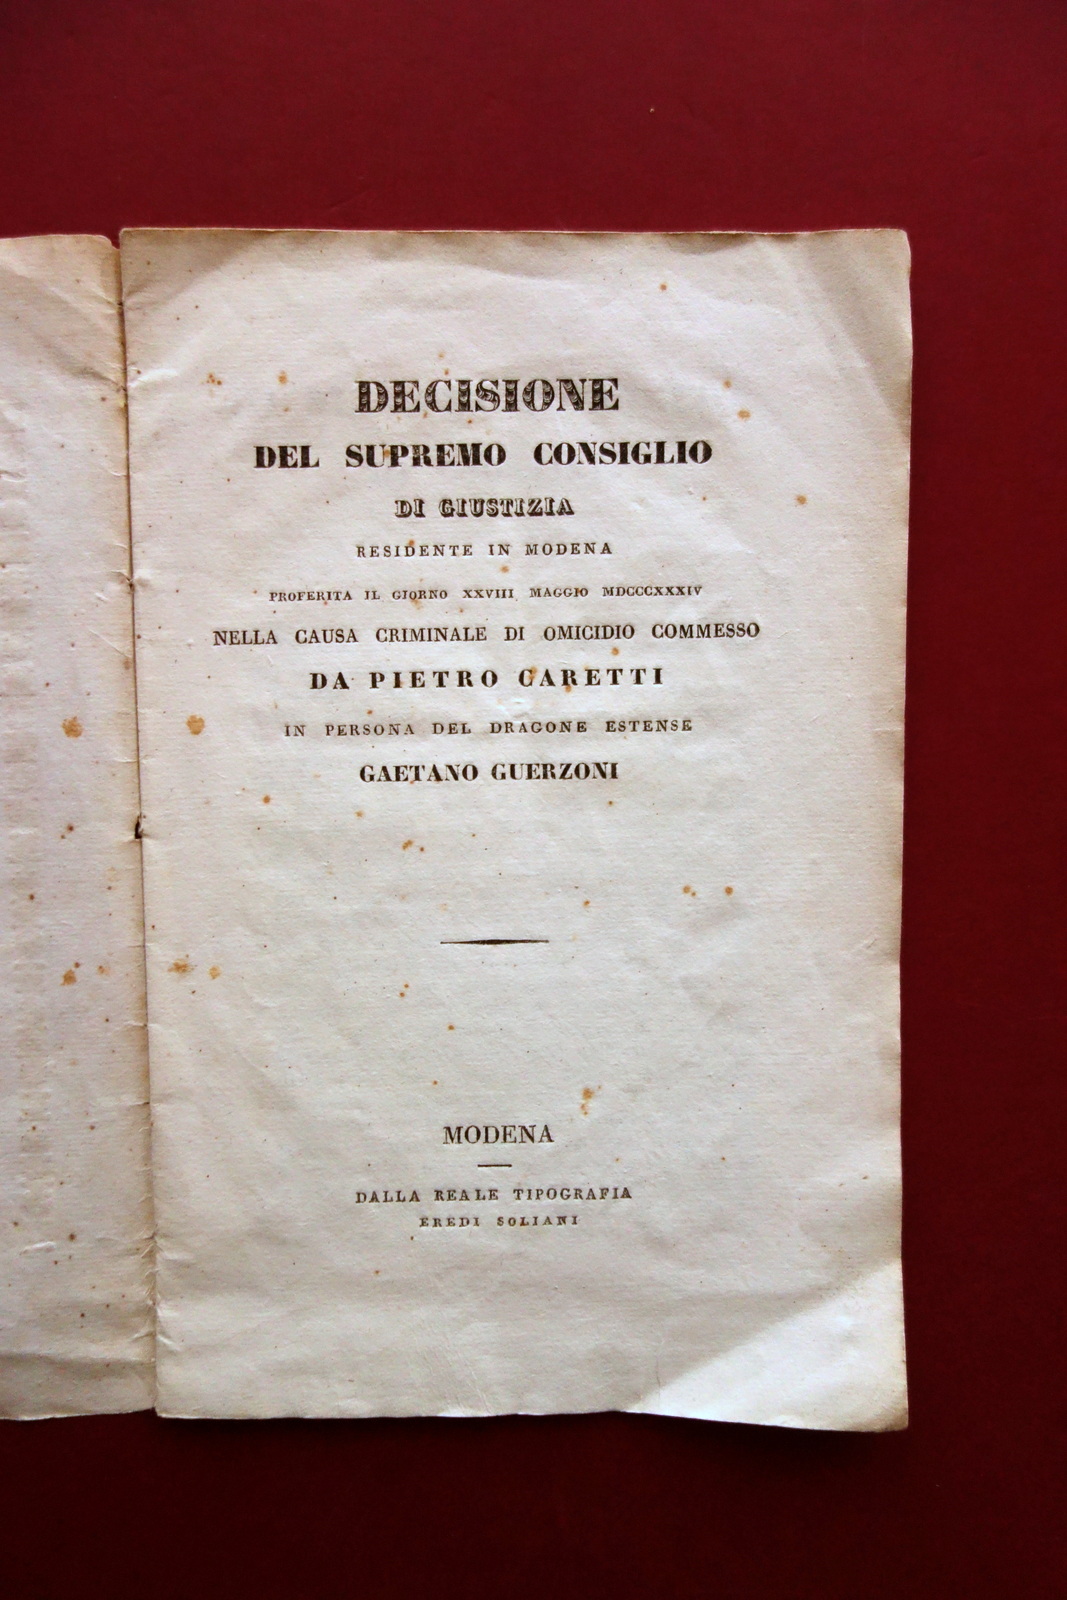 DECISIONE
DEL SUPREMO CONSIGLIO
DI GIUSTIZIA
RESIDENTE IN MODENA
PROFERITA IL GIORNO XXVIII MAGGIO MDCCCXXXIV
NELLA CAUSA CRIMINALE DI OMICIDIO COMMESSO
DA PIETRO CARETTI
IN PERSONA DEL DRAGONE ESTENSE
GAETANO GUERZONI
MODENA
DALLA REALE TIPOGRAFIA
EREDI SOLIANI